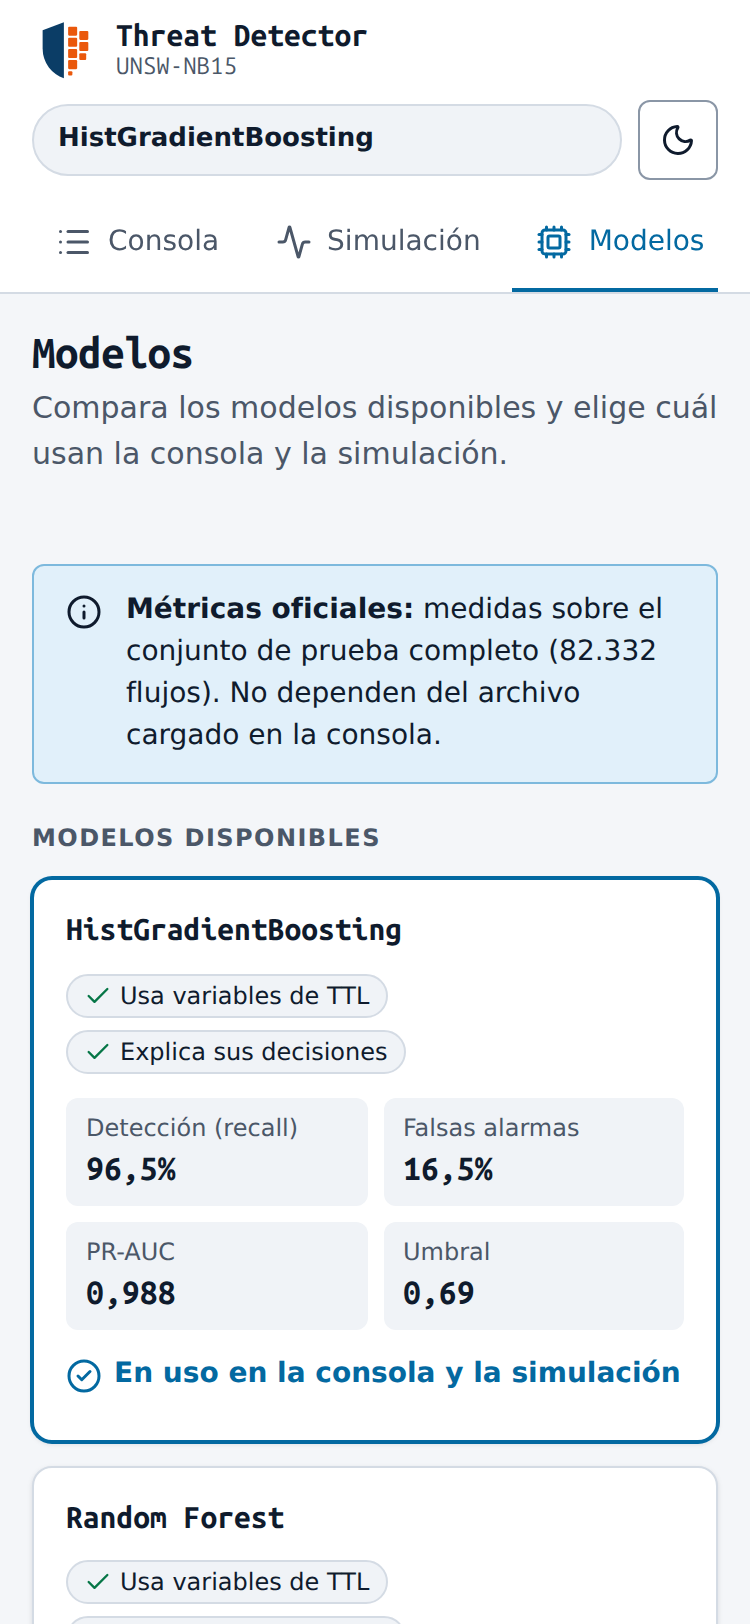 Threat Detector
UNSW-NB15
HistGradientBoosting
Consola
Simulación
Modelos
Modelos
Compara los modelos disponibles y elige cuál
usan la consola y la simulación.
Métricas oficiales: medidas sobre el
conjunto de prueba completo (82.332
flujos). No dependen del archivo
cargado en la consola.
MODELOS DISPONIBLES
HistGradientBoosting
Usa variables de TTL
Explica sus decisiones
Detección (recall)
96,5%
Falsas alarmas
16,5%
PR-AUC
0,988
Umbral
0,69
En uso en la consola y la simulación
Random Forest
Usa variables de TTL